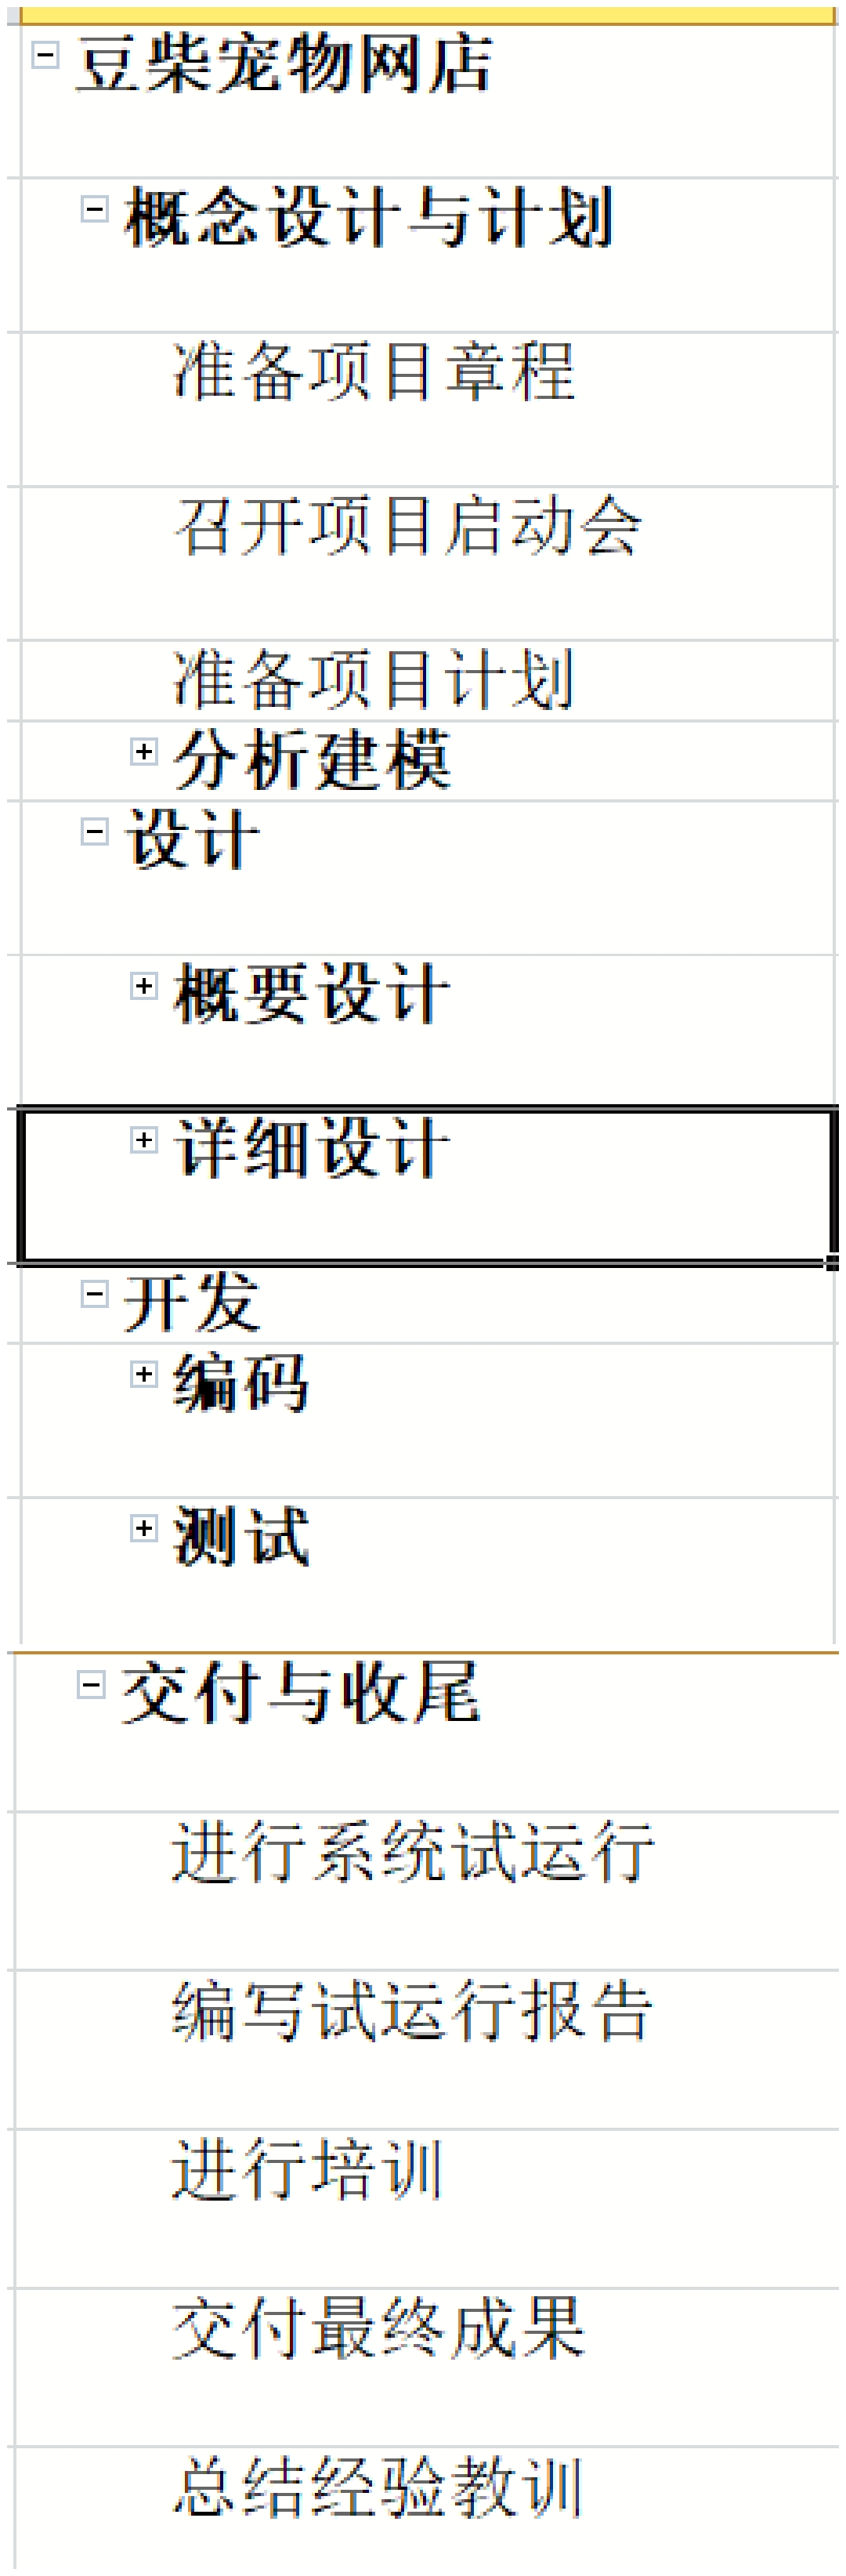 豆柴宠物网店
概念设计与计划
准备项目章程
召开项目启动会
准备项目计划
分析建模
设计
概要设计
详细设计
开发
编码
测试
交付与收尾
进行系统试运行
编写试运行报告
进行培训
交付最终成果
总结经验教训